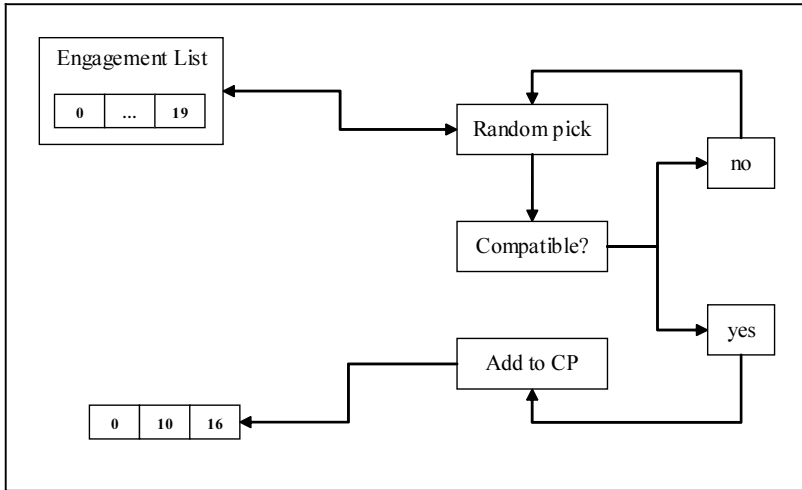 Engagement List
0 ... 19
Random pick
no
Compatible?
yes
Add to CP
0 10 16